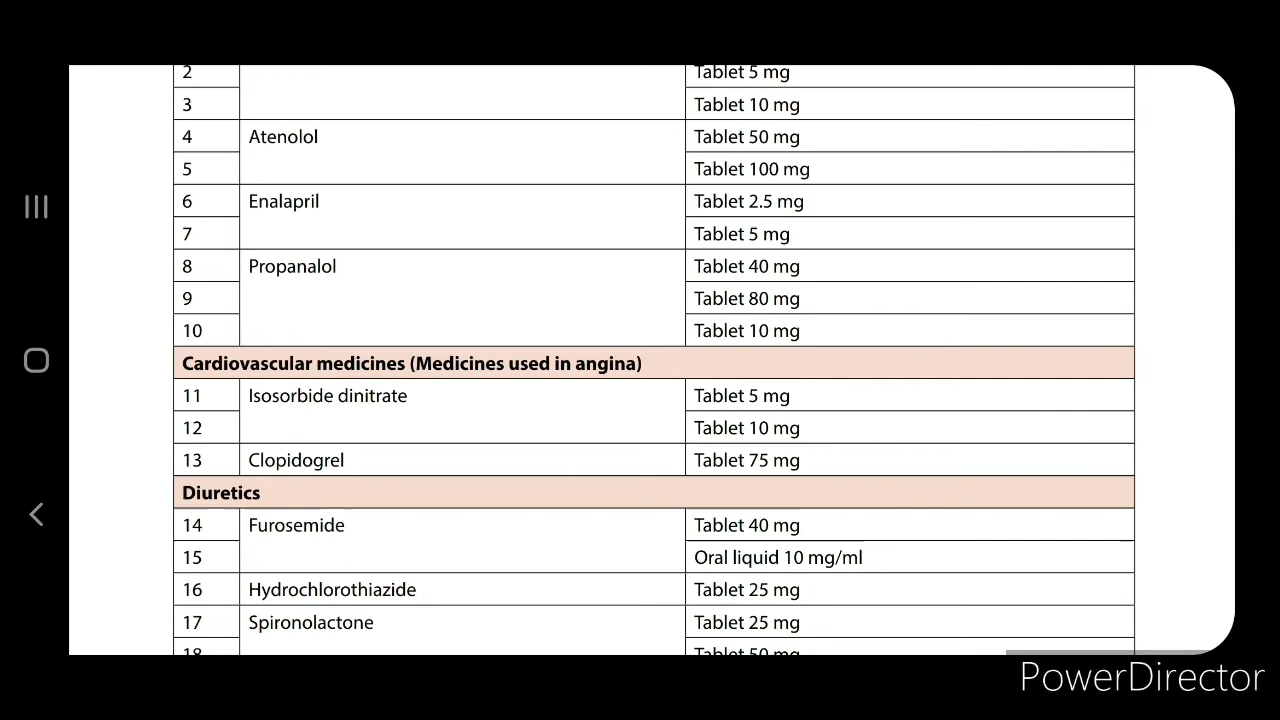 2 Tablet 5 mg
3 Tablet 10 mg
4 Atenolol Tablet 50 mg
5 Tablet 100 mg
6 Enalapril Tablet 2.5 mg
7 Tablet 5 mg
8 Propanalol Tablet 40 mg
9 Tablet 80 mg
10 Tablet 10 mg
Cardiovascular medicines (Medicines used in angina)
11 Isosorbide dinitrate Tablet 5 mg
12 Tablet 10 mg
13 Clopidogrel Tablet 75 mg
Diuretics
14 Furosemide Tablet 40 mg
15 Oral liquid 10 mg/ml
16 Hydrochlorothiazide Tablet 25 mg
17 Spironolactone Tablet 25 mg
18 Tablet 50 mg
PowerDirector